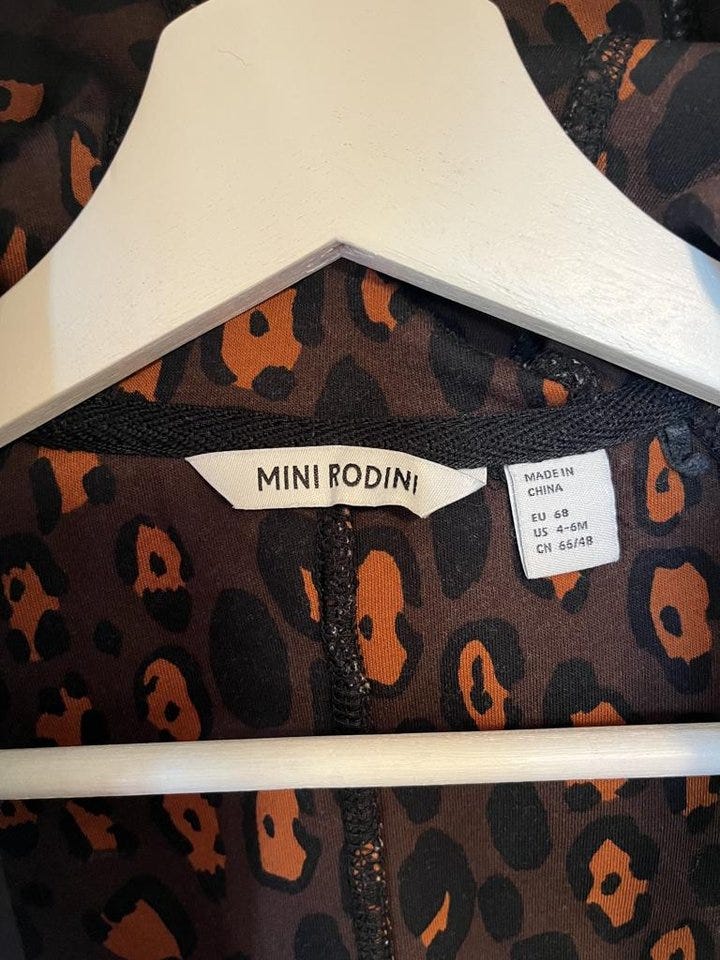 MINI RODINI
MADE IN
CHINA
EU 68
US 4-6M
CN 66/48